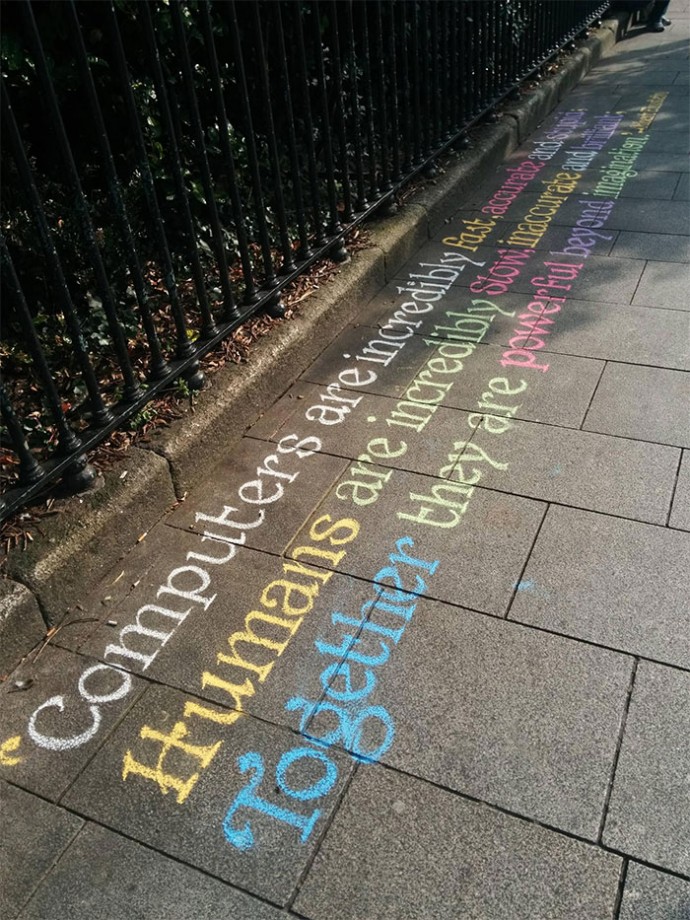 "Computers are incredibly fast, accurate and stupid.
Humans are incredibly slow, inaccurate and brilliant.
Together they are powerful beyond imagination."